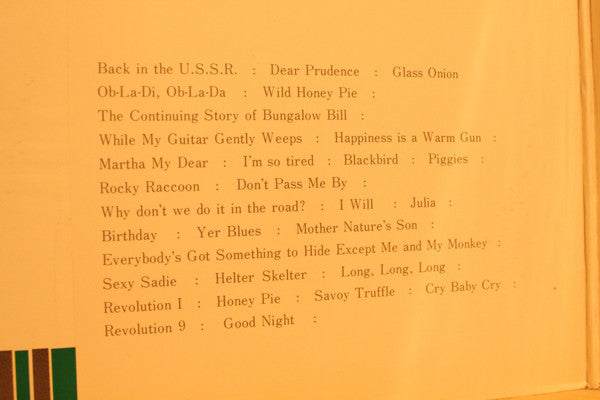 Back in the U.S.S.R. : Dear Prudence : Glass Onion
Ob-La-Di, Ob-La-Da : Wild Honey Pie :
The Continuing Story of Bungalow Bill :
While My Guitar Gently Weeps : Happiness is a Warm Gun :
Martha My Dear : I'm so tired : Blackbird : Piggies :
Rocky Raccoon : Don't Pass Me By :
Why don't we do it in the road? : I Will : Julia :
Birthday : Yer Blues : Mother Nature's Son :
Everybody's Got Something to Hide Except Me and My Monkey :
Sexy Sadie : Helter Skelter : Long, Long, Long :
Revolution I : Honey Pie : Savoy Truffle : Cry Baby Cry :
Revolution 9 : Good Night :